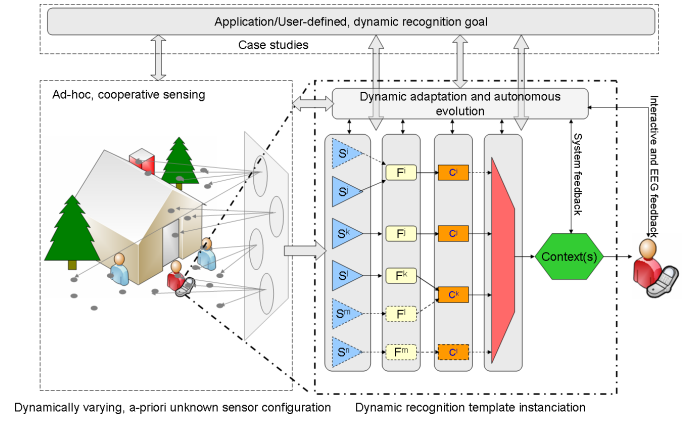 Application/User-defined, dynamic recognition goal
Case studies
Ad-hoc, cooperative sensing
Dynamic adaptation and autonomous
evolution
Interactive and EEG feedback
System feedback
S
F
C
S
S
F
C
S
F
C
S
F
S
F
C
Context(s)
Dynamically varying, a-priori unknown sensor configuration
Dynamic recognition template instanciation